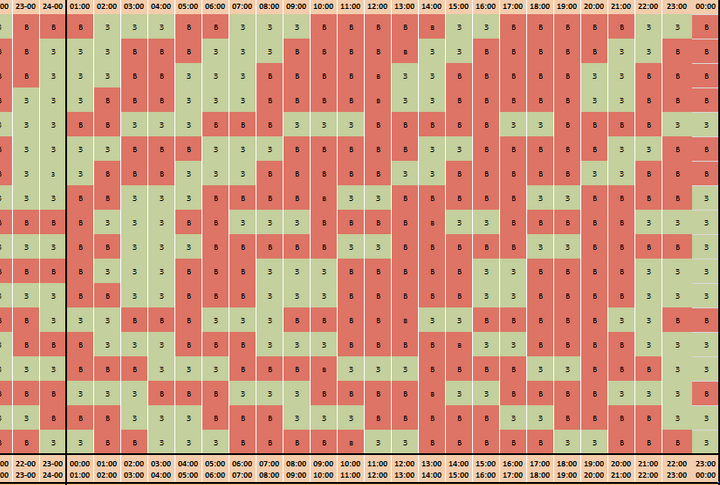 00 23-00 24-00 01:00 02:00 03:00 04:00 05:00 06:00 07:00 08:00 09:00 10:00 11:00 12:00 13:00 14:00 15:00 16:00 17:00 18:00 19:00 20:00 21:00 22:00 23:00 00:00
З В В В З З З В В З З З В В В В В З З В В В В В З З В
В В З З З В В В З З З В В В В В З З В В В В В З З В В
В В З З З В В З З З В В В В В З З В В В В В З З В В В
В З З З В В В З З З В В В В В З З В В В В В З З В В В
З З З В В З З З В В В З З З В В В В В З З В В В В З З
В З З З З В В В З З З В В В В В З З В В В В В З З В В
В З З З В В В З З З В В В В В З З В В В В В З З В В В
З З З В В З З З В В В В В З З В В В В В З З В В В В З
В В В В З З З В В З З З В В В В В З З В В В В В З З З
З З З В В З З З В В В В В З З В В В В В З З В В В В З
В В В В З З З В В В З З З В В В В В З З В В В В З З З
З З З В В З З В В В З З З В В В В В З З В В В В З З З
В В З З З В В В З З З В В В В В З З В В В В В З З В В
В В В В З З З В В В З З З В В В В В З З В В В В З З З
З З З В В В З З В В В В В З З З В В В В З З В В В З З
В В В З З З В В В З З З В В В В В З З В В В В З З З В
З З В В В З З З В В В З З З В В В В В З З В В В В З З
В В З З В В З З З В В В В В З З В В В В В З З В В В З
00 22-00 23-00 00:00 01:00 02:00 03:00 04:00 05:00 06:00 07:00 08:00 09:00 10:00 11:00 12:00 13:00 14:00 15:00 16:00 17:00 18:00 19:00 20:00 21:00 22:00 23:00
00 23-00 24-00 01:00 02:00 03:00 04:00 05:00 06:00 07:00 08:00 09:00 10:00 11:00 12:00 13:00 14:00 15:00 16:00 17:00 18:00 19:00 20:00 21:00 22:00 23:00 00:00